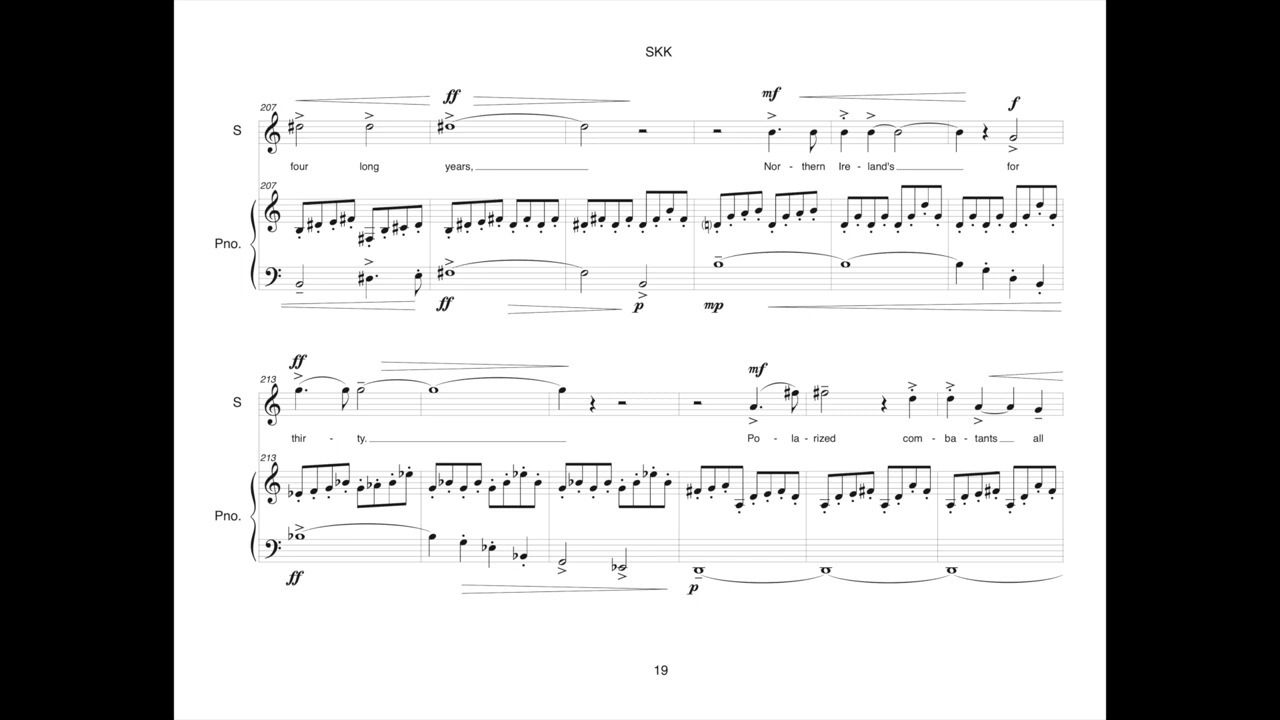 SKK
ff
mf
f
207
S
four long years, Nor - thern Ire - land's for
207
Pno.
ff p mp
ff
mf
213
S
thir - ty. Po - la - rized com - ba - tants all
213
Pno.
ff p
19